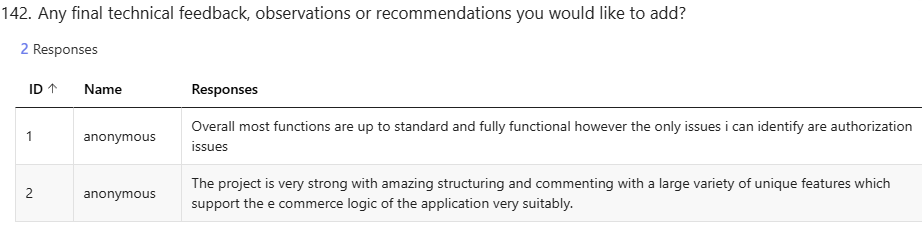 142. Any final technical feedback, observations or recommendations you would like to add?
2 Responses
ID ↑ Name Responses
1 anonymous Overall most functions are up to standard and fully functional however the only issues i can identify are authorization
issues
2 anonymous The project is very strong with amazing structuring and commenting with a large variety of unique features which
support the e commerce logic of the application very suitably.